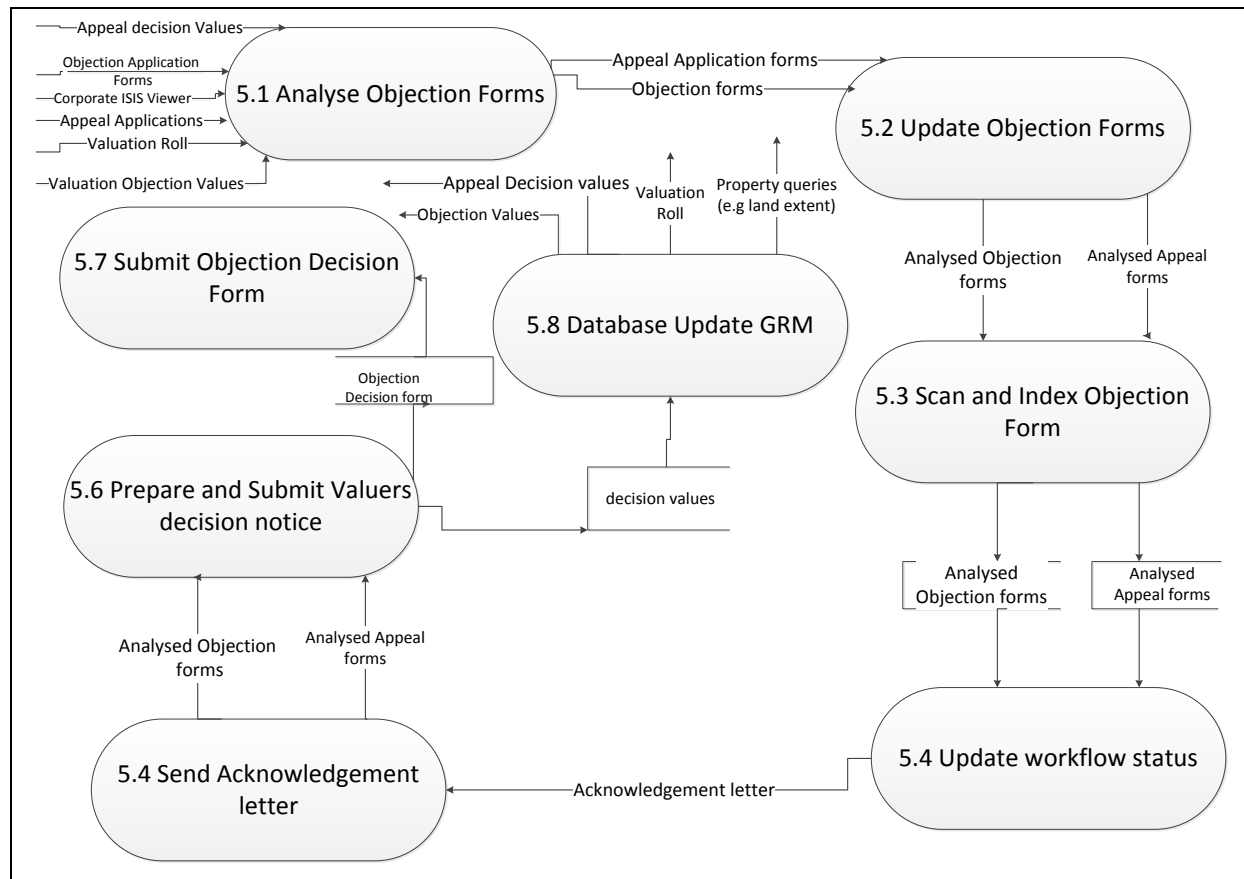 Appeal decision Values
Objection Application
Forms
Corporate ISIS Viewer
Appeal Applications
Valuation Roll
Valuation Objection Values
5.1 Analyse Objection Forms
Appeal Application forms
Objection forms
5.2 Update Objection Forms
Appeal Decision values
Objection Values
Valuation
Roll
Property queries
(e.g land extent)
5.7 Submit Objection Decision
Form
5.8 Database Update GRM
Analysed Objection
forms
Analysed Appeal
forms
Objection
Decision form
5.3 Scan and Index Objection
Form
5.6 Prepare and Submit Valuers
decision notice
decision values
Analysed
Objection forms
Analysed
Appeal forms
Analysed Objection
forms
Analysed Appeal
forms
5.4 Send Acknowledgement
letter
Acknowledgement letter
5.4 Update workflow status